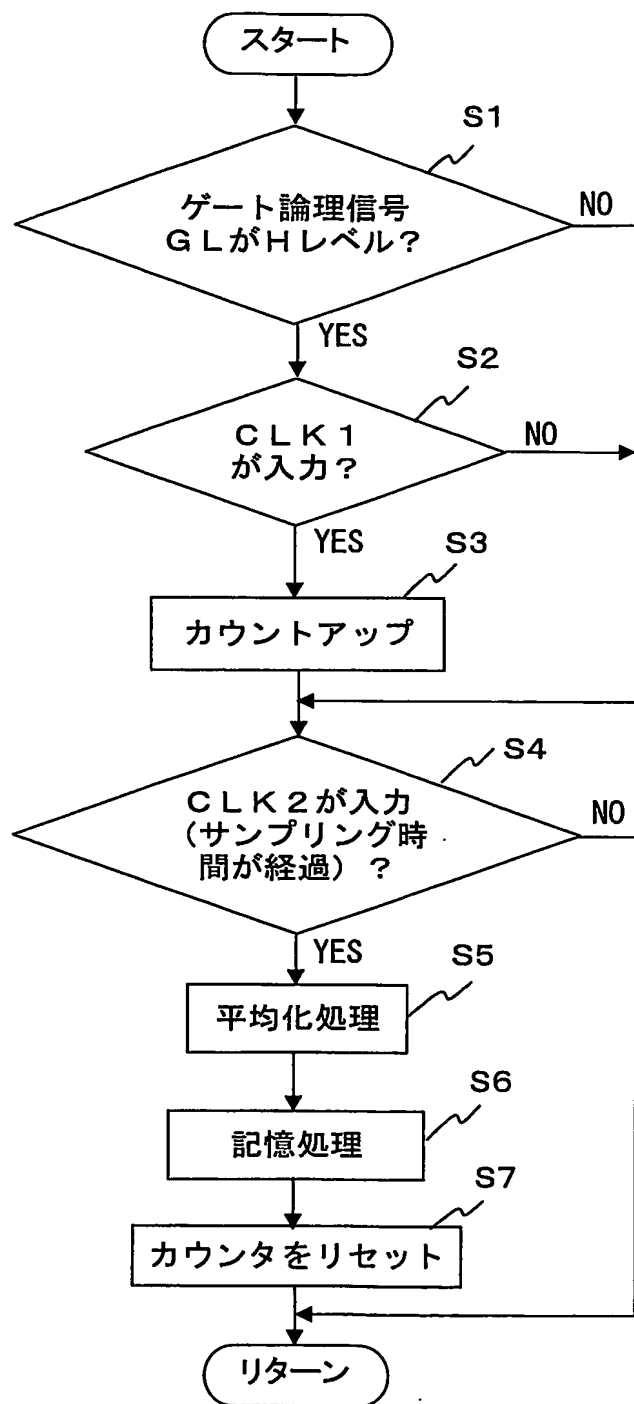 スタート
S1
ゲート論理信号
GLがHレベル?
NO
YES
S2
CLK1
が入力?
NO
YES
S3
カウントアップ
S4
CLK2が入力
(サンプリング時
間が経過)?
NO
YES
S5
平均化処理
S6
記憶処理
S7
カウンタをリセット
リターン